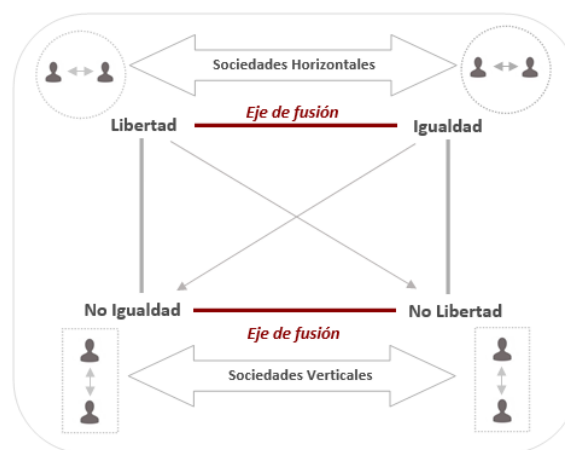 Sociedades Horizontales
Eje de fusión
Libertad
Igualdad
No Igualdad
No Libertad
Eje de fusión
Sociedades Verticales